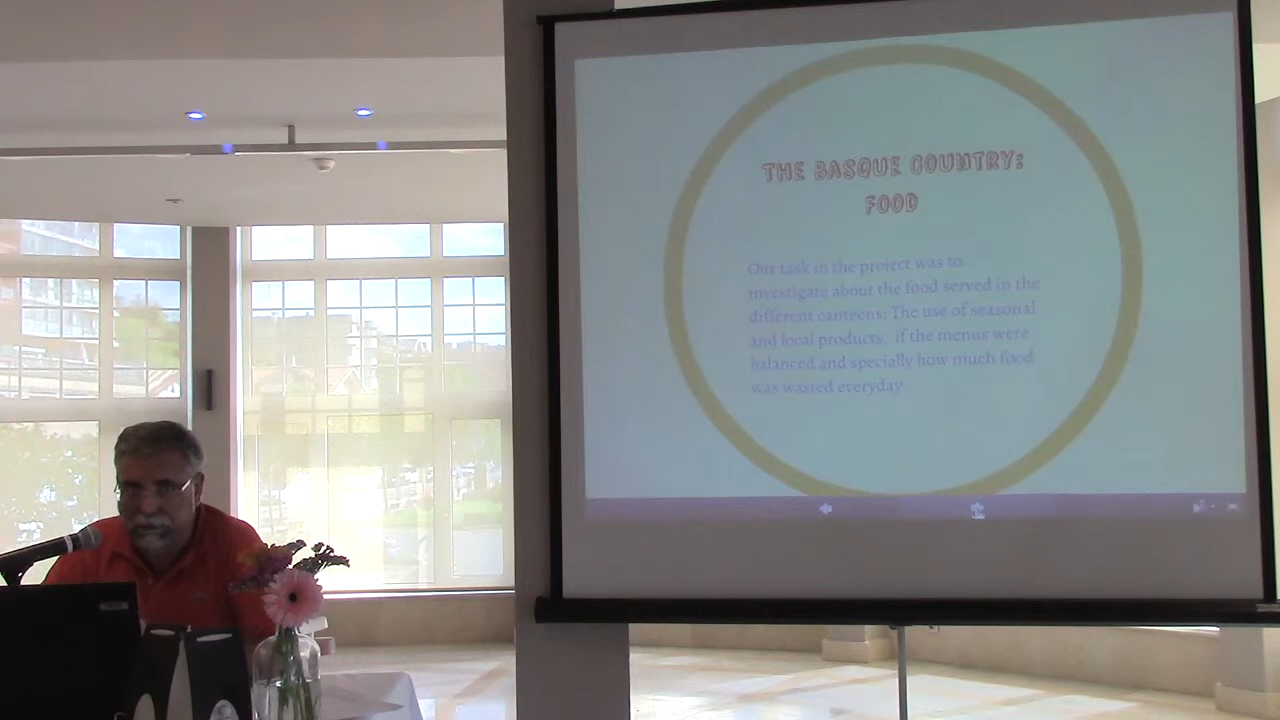 THE BASQUE COUNTRY:
FOOD
Our task in the project was to
investigate about the food served in the
different canteens: The use of seasonal
and local products, if the menus were
balanced and specially how much food
was wasted everyday.